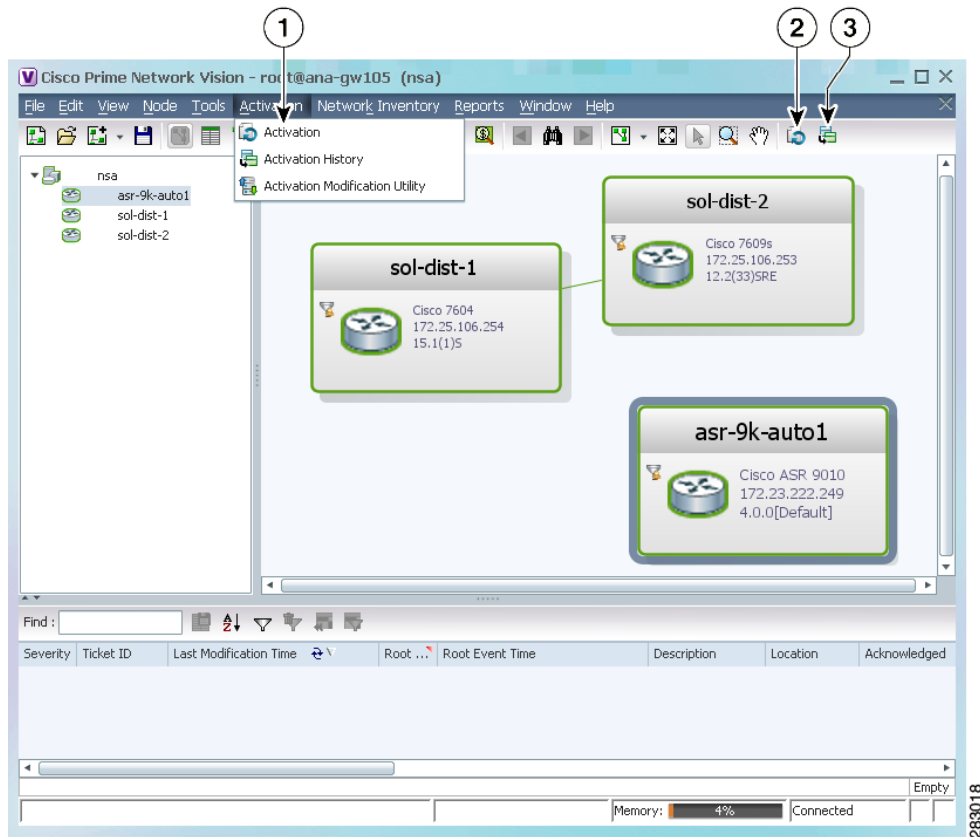 1
2 3
V Cisco Prime Network Vision - root@ana-gw105 (nsa)
File Edit View Node Tools Activation Network Inventory Reports Window Help
Activation
Activation History
Activation Modification Utility
nsa
asr-9k-auto1
sol-dist-1
sol-dist-2
sol-dist-2
Cisco 7609s
172.25.106.253
12.2(33)SRE
sol-dist-1
Cisco 7604
172.25.106.254
15.1(1)S
asr-9k-auto1
Cisco ASR 9010
172.23.222.249
4.0.0[Default]
Find :
Severity Ticket ID Last Modification Time Root ... Root Event Time Description Location Acknowledged
Empty
Memory: 4% Connected
283018